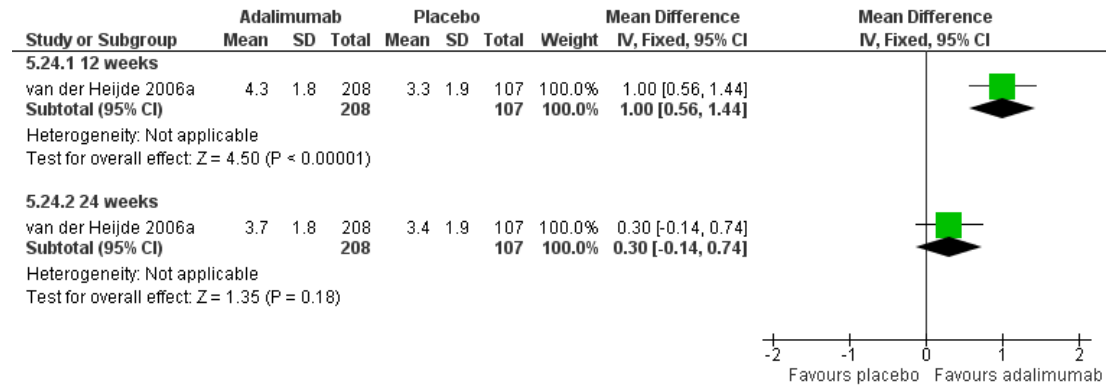 Adalimumab Placebo Mean Difference Mean Difference
Study or Subgroup Mean SD Total Mean SD Total Weight IV, Fixed, 95% CI IV, Fixed, 95% CI
5.24.1 12 weeks
van der Heijde 2006a 4.3 1.8 208 3.3 1.9 107 100.0% 1.00 [0.56, 1.44]
Subtotal (95% CI) 208 107 100.0% 1.00 [0.56, 1.44]
Heterogeneity: Not applicable
Test for overall effect: Z = 4.50 (P < 0.00001)
5.24.2 24 weeks
van der Heijde 2006a 3.7 1.8 208 3.4 1.9 107 100.0% 0.30 [-0.14, 0.74]
Subtotal (95% CI) 208 107 100.0% 0.30 [-0.14, 0.74]
Heterogeneity: Not applicable
Test for overall effect: Z = 1.35 (P = 0.18)
-2 -1 0 1 2
Favours placebo Favours adalimumab